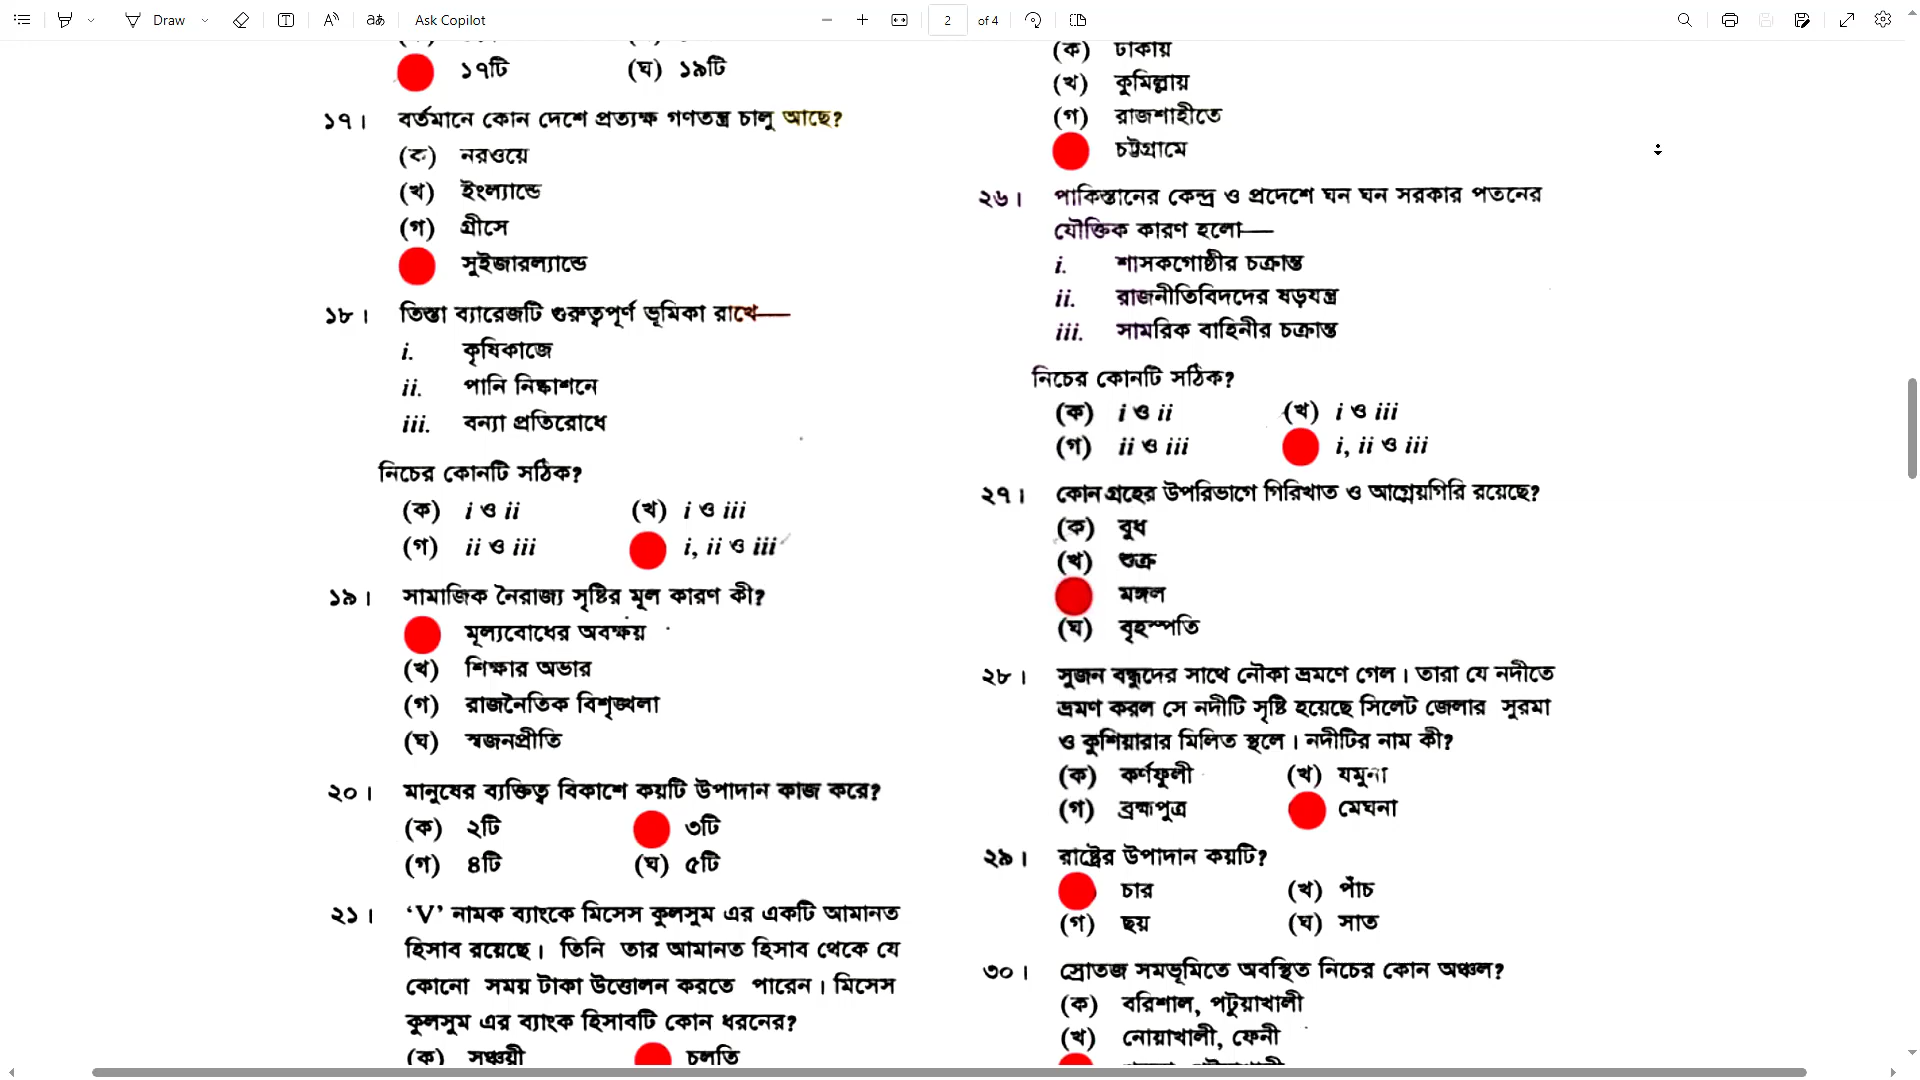 Draw
Ask Copilot
2 of 4
১৭টি (ঘ) ১৯টি
১৭। বর্তমানে কোন দেশে প্রত্যক্ষ গণতন্ত্র চালু আছে?
(ক) নরওয়ে
(খ) ইংল্যান্ডে
(গ) গ্রীসে
সুইজারল্যান্ডে
১৮। তিস্তা ব্যারেজটি গুরুত্বপূর্ণ ভূমিকা রাখে—
i. কৃষিকাজে
ii. পানি নিষ্কাশনে
iii. বন্যা প্রতিরোধে
নিচের কোনটি সঠিক?
(ক) i ও ii (খ) i ও iii
(গ) ii ও iii i, ii ও iii
১৯। সামাজিক নৈরাজ্য সৃষ্টির মূল কারণ কী?
মূল্যবোধের অবক্ষয়
(খ) শিক্ষার অভার
(গ) রাজনৈতিক বিশৃঙ্খলা
(ঘ) স্বজনপ্রীতি
২০। মানুষের ব্যক্তিত্ব বিকাশে কয়টি উপাদান কাজ করে?
(ক) ২টি ৩টি
(গ) ৪টি (ঘ) ৫টি
২১। ‘V’ নামক ব্যাংকে মিসেস কুলসুম এর একটি আমানত
হিসাব রয়েছে। তিনি তার আমানত হিসাব থেকে যে
কোনো সময় টাকা উত্তোলন করতে পারেন। মিসেস
কুলসুম এর ব্যাংক হিসাবটি কোন ধরনের?
(ক) সঞ্চয়ী চলতি
(ক) ঢাকায়
(খ) কুমিল্লায়
(গ) রাজশাহীতে
চট্টগ্রামে
২৬। পাকিস্তানের কেন্দ্র ও প্রদেশে ঘন ঘন সরকার পতনের
যৌক্তিক কারণ হলো—
i. শাসকগোষ্ঠীর চক্রান্ত
ii. রাজনীতিবিদদের ষড়যন্ত্র
iii. সামরিক বাহিনীর চক্রান্ত
নিচের কোনটি সঠিক?
(ক) i ও ii (খ) i ও iii
(গ) ii ও iii i, ii ও iii
২৭। কোন গ্রহের উপরিভাগে গিরিখাত ও আগ্নেয়গিরি রয়েছে?
(ক) বুধ
(খ) শুক্র
মঙ্গল
(ঘ) বৃহস্পতি
২৮। সুজন বন্ধুদের সাথে নৌকা ভ্রমণে গেল। তারা যে নদীতে
ভ্রমণ করল সে নদীটি সৃষ্টি হয়েছে সিলেট জেলার সুরমা
ও কুশিয়ারার মিলিত স্থলে। নদীটির নাম কী?
(ক) কর্ণফুলী (খ) যমুনা
(গ) ব্রহ্মপুত্র মেঘনা
২৯। রাষ্ট্রের উপাদান কয়টি?
চার (খ) পাঁচ
(গ) ছয় (ঘ) সাত
৩০। স্রোতজ সমভূমিতে অবস্থিত নিচের কোন অঞ্চল?
(ক) বরিশাল, পটুয়াখালী
(খ) নোয়াখালী, ফেনী